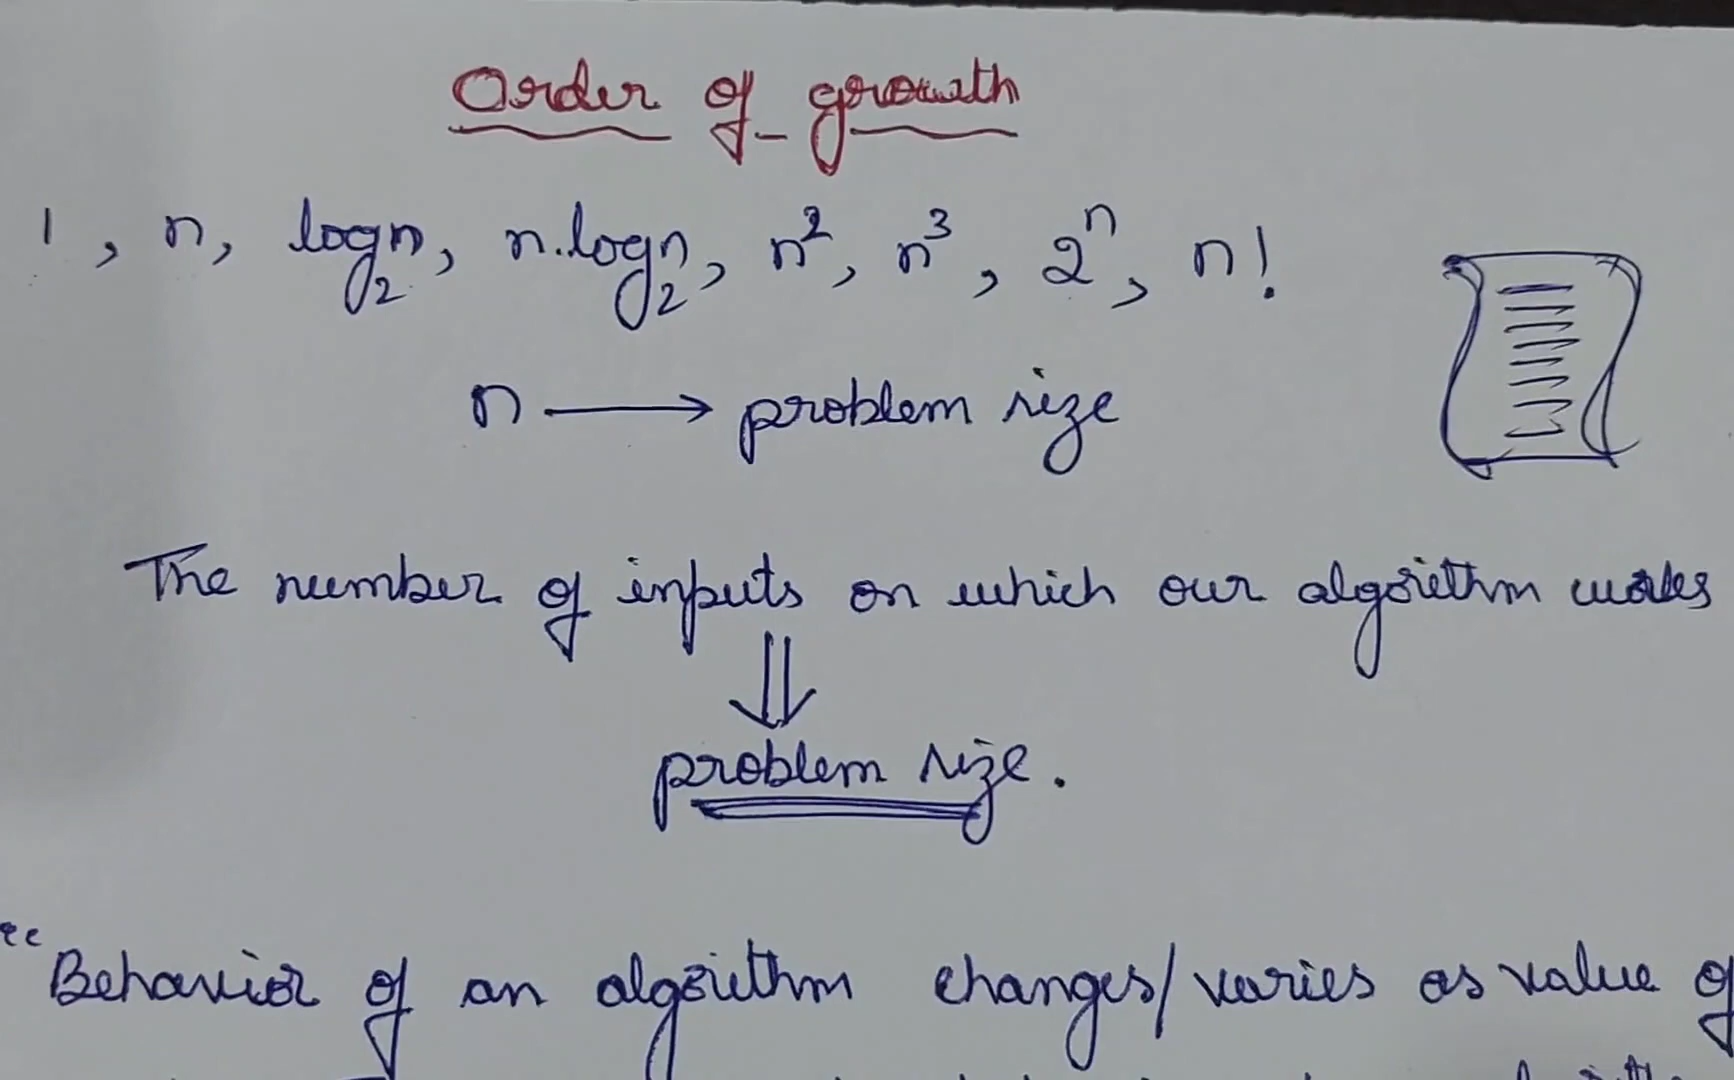 Order of growth
1, n, log₂n, n.log₂n, n², n³, 2ⁿ, n!
n ⟶ problem size
The number of inputs on which our algorithm works
⇓
problem size.
“Behavior of an algorithm changes/varies as value of